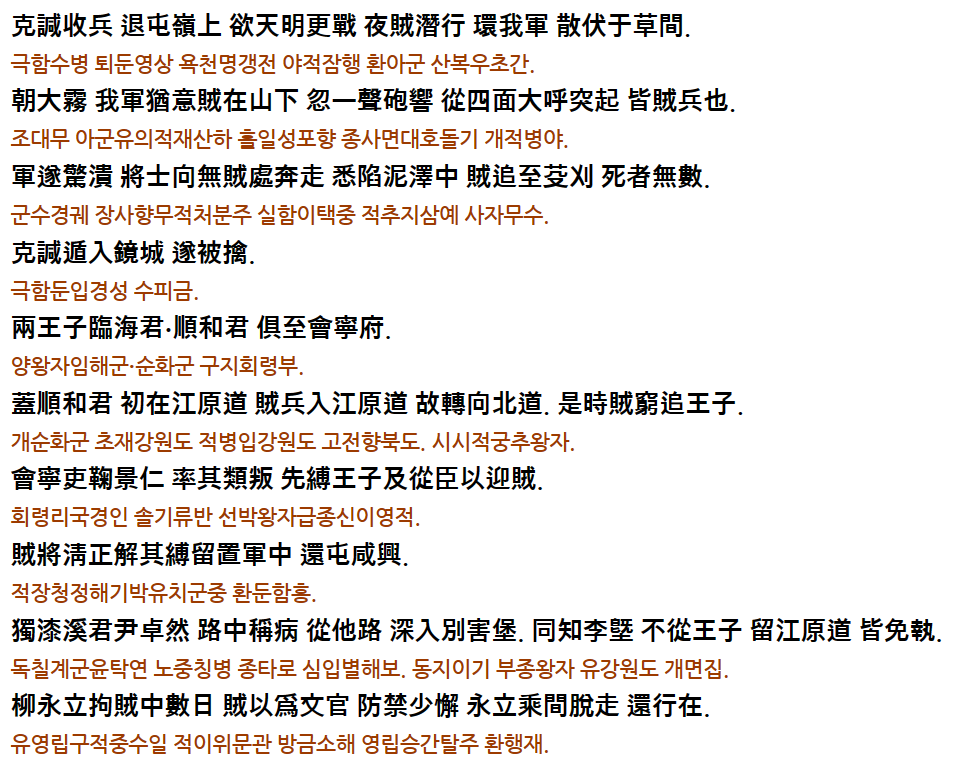 克諴收兵 退屯嶺上 欲天明更戰 夜賊潛行 環我軍 散伏于草間.
극함수병 퇴둔영상 욕천명갱전 야적잠행 환아군 산복우초간.
朝大霧 我軍猶意賊在山下 忽一聲砲響 從四面大呼突起 皆賊兵也.
조대무 아군유의적재산하 홀일성포향 종사면대호돌기 개적병야.
軍遂驚潰 將士向無賊處奔走 悉陷泥澤中 賊追至芟刈 死者無數.
군수경궤 장사향무적처분주 실함이택중 적추지삼예 사자무수.
克諴遁入鏡城 遂被擒.
극함둔입경성 수피금.
兩王子臨海君·順和君 俱至會寧府.
양왕자임해군·순화군 구지회령부.
蓋順和君 初在江原道 賊兵入江原道 故轉向北道. 是時賊窮追王子.
개순화군 초재강원도 적병입강원도 고전향북도. 시시적궁추왕자.
會寧吏鞠景仁 率其類叛 先縛王子及從臣以迎賊.
회령리국경인 솔기류반 선박왕자급종신이영적.
賊將淸正解其縛留置軍中 還屯咸興.
적장청정해기박유치군중 환둔함흥.
獨漆溪君尹卓然 路中稱病 從他路 深入別害堡. 同知李墍 不從王子 留江原道 皆免執.
독칠계군윤탁연 노중칭병 종타로 심입별해보. 동지이기 부종왕자 유강원도 개면집.
柳永立拘賊中數日 賊以爲文官 防禁少懈 永立乘間脫走 還行在.
유영립구적중수일 적이위문관 방금소해 영립승간탈주 환행재.